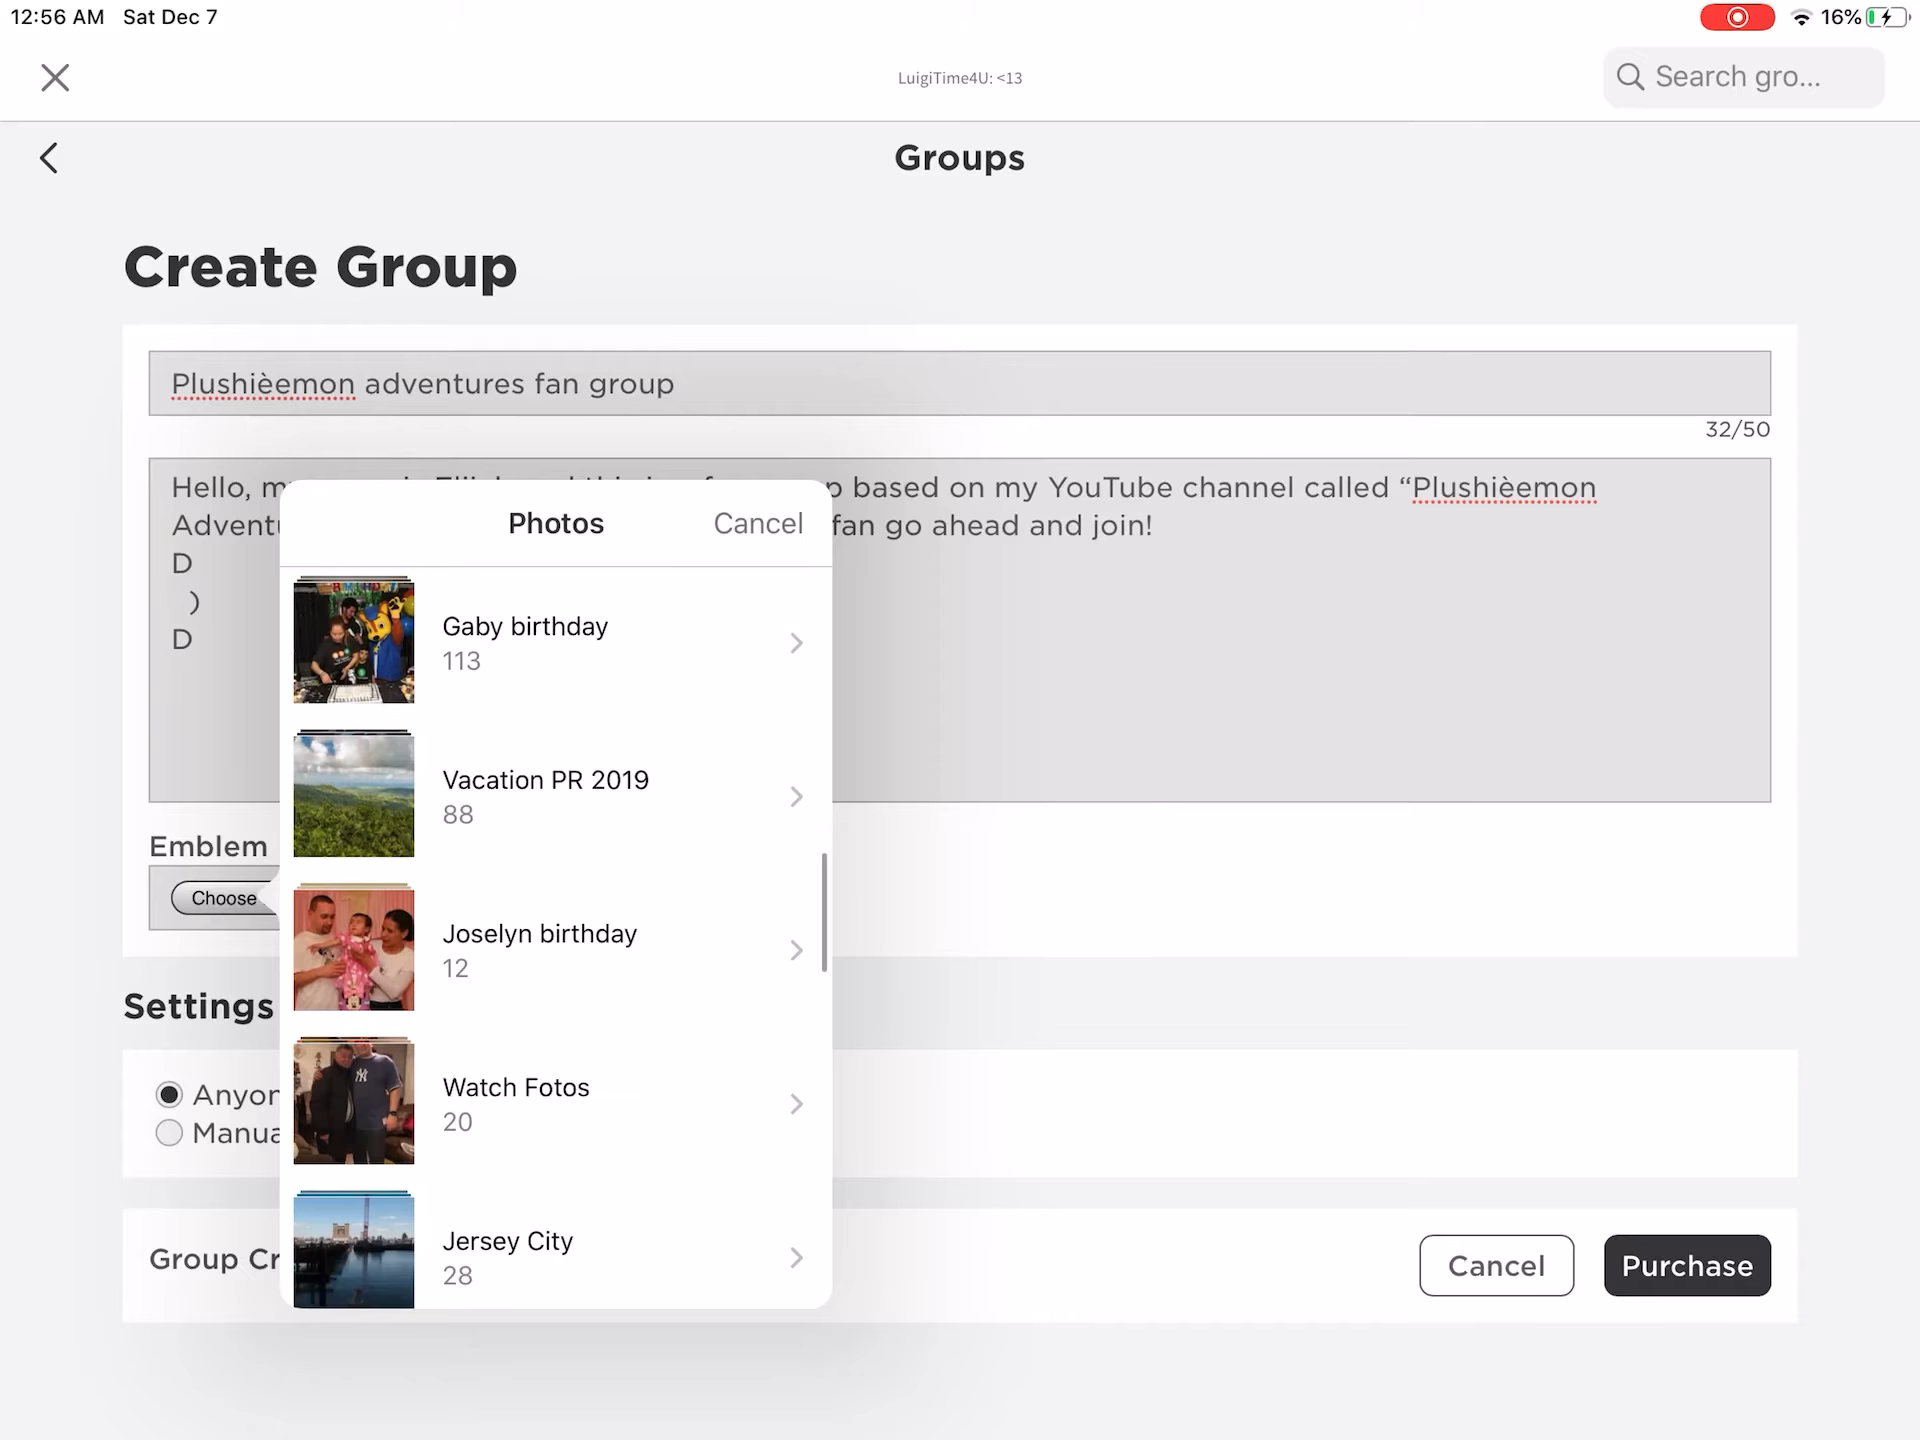 12:56 AM Sat Dec 7
16%
LuigiTime4U: <13
Search gro...
Groups
Create Group
Plushièemon adventures fan group
32/50
Hello, m p based on my YouTube channel called “Plushièemon
Advent fan go ahead and join!
D
)
D
Photos
Cancel
Gaby birthday
113
Vacation PR 2019
88
Joselyn birthday
12
Watch Fotos
20
Jersey City
28
Emblem
Choose
Settings
Anyon
Manua
Group Cr
Cancel
Purchase